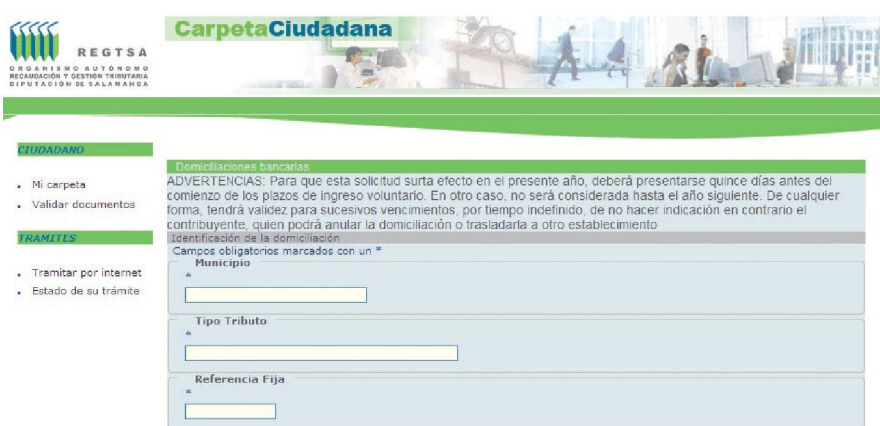 REGTSA
ORGANISMO AUTÓNOMO
RECAUDACIÓN Y GESTIÓN TRIBUTARIA
DIPUTACIÓN DE SALAMANCA
CarpetaCiudadana
CIUDADANO
Mi carpeta
Validar documentos
TRAMITES
Tramitar por internet
Estado de su trámite
Domiciliaciones bancarias
ADVERTENCIAS: Para que esta solicitud surta efecto en el presente año, deberá presentarse quince días antes del
comienzo de los plazos de ingreso voluntario. En otro caso, no será considerada hasta el año siguiente. De cualquier
forma, tendrá validez para sucesivos vencimientos, por tiempo indefinido, de no hacer indicación en contrario el
contribuyente, quien podrá anular la domiciliación o trasladarla a otro establecimiento
Identificación de la domiciliación
Campos obligatorios marcados con un *
Municipio
*
Tipo Tributo
*
Referencia Fija
*